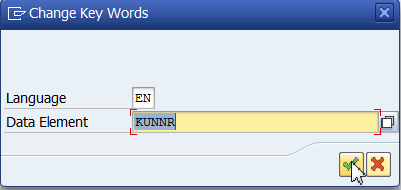 Change Key Words
Language EN
Data Element KUNNR